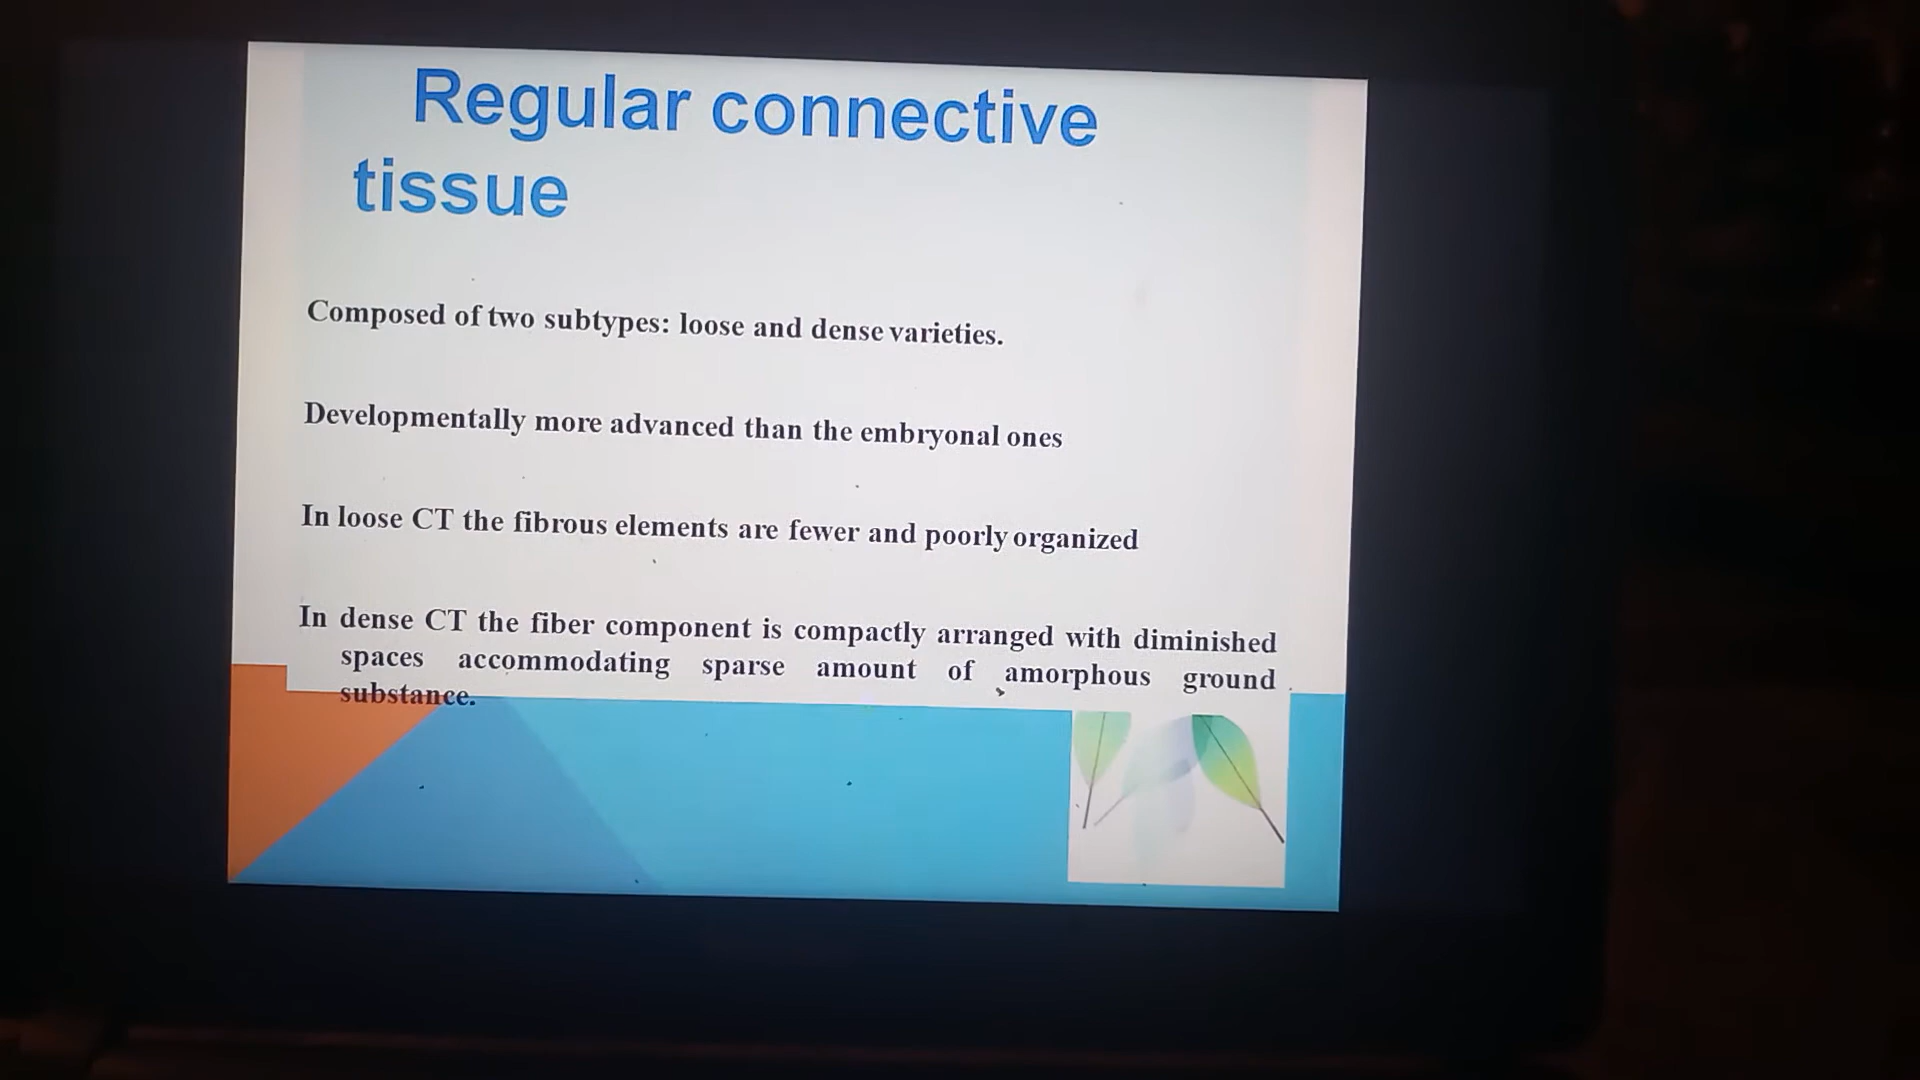 Regular connective
tissue
Composed of two subtypes: loose and dense varieties.
Developmentally more advanced than the embryonal ones
In loose CT the fibrous elements are fewer and poorly organized
In dense CT the fiber component is compactly arranged with diminished
spaces accommodating sparse amount of amorphous ground
substance.